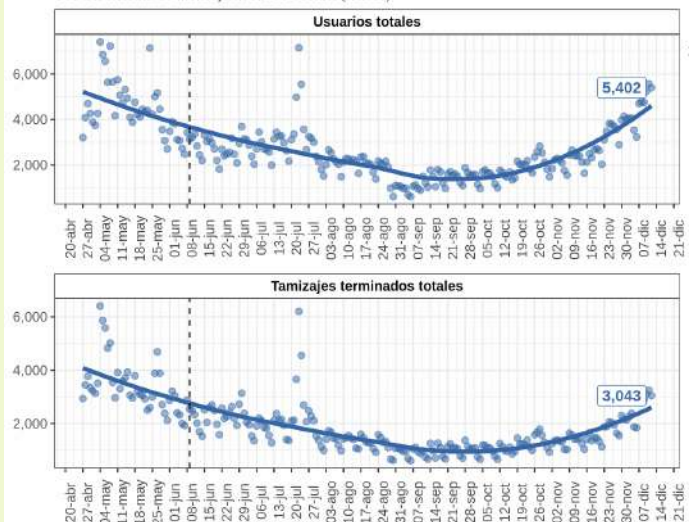 Usuarios totales
6,000
4,000
2,000
5,402
20-abr
27-abr
04-may
11-may
18-may
25-may
01-jun
08-jun
15-jun
22-jun
29-jun
06-jul
13-jul
20-jul
27-jul
03-ago
10-ago
17-ago
24-ago
31-ago
07-sep
14-sep
21-sep
28-sep
05-oct
12-oct
19-oct
26-oct
02-nov
09-nov
16-nov
23-nov
30-nov
07-dic
14-dic
21-dic
Tamizajes terminados totales
6,000
4,000
2,000
3,043
20-abr
27-abr
04-may
11-may
18-may
25-may
01-jun
08-jun
15-jun
22-jun
29-jun
06-jul
13-jul
20-jul
27-jul
03-ago
10-ago
17-ago
24-ago
31-ago
07-sep
14-sep
21-sep
28-sep
05-oct
12-oct
19-oct
26-oct
02-nov
09-nov
16-nov
23-nov
30-nov
07-dic
14-dic
21-dic